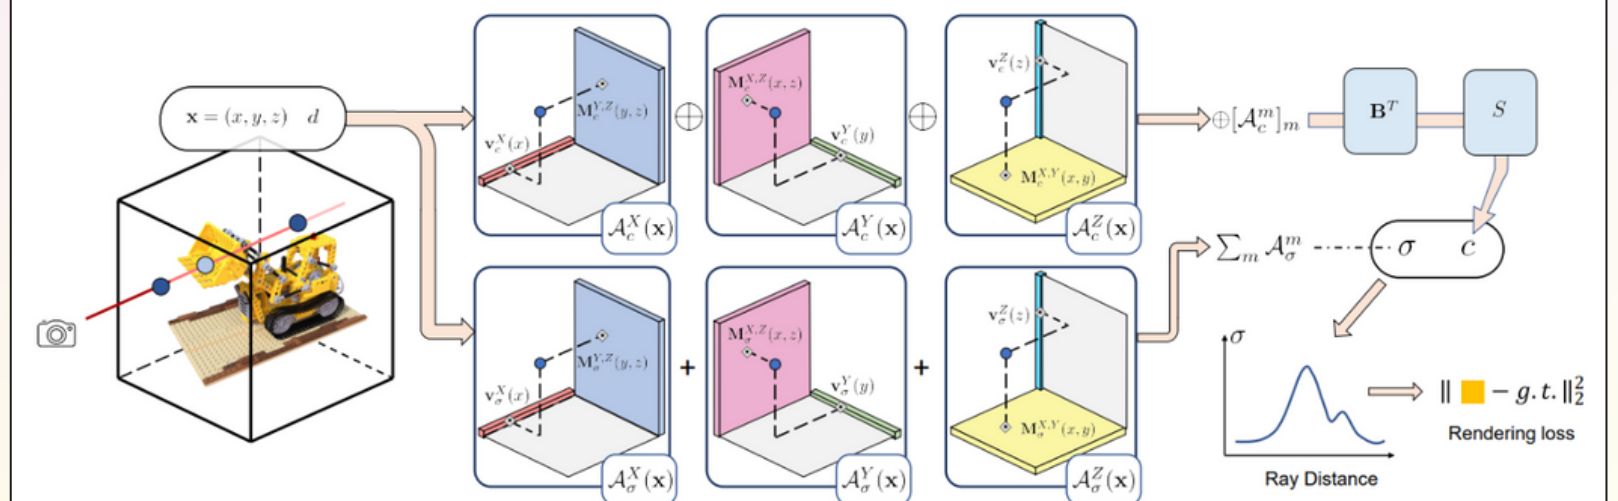 x = (x, y, z) d
M_c^{Y,Z}(y, z)
v_c^X(x)
A_c^X(x)
⊕
M_c^{X,Z}(x, z)
v_c^Y(y)
A_c^Y(x)
⊕
v_c^Z(z)
M_c^{X,Y}(x, y)
A_c^Z(x)
⊕[A_c^m]_m
B^T
S
M_σ^{Y,Z}(y, z)
v_σ^X(x)
A_σ^X(x)
+
M_σ^{X,Z}(x, z)
v_σ^Y(y)
A_σ^Y(x)
+
v_σ^Z(z)
M_σ^{X,Y}(x, y)
A_σ^Z(x)
∑_m A_σ^m
σ c
σ
Ray Distance
‖ − g.t.‖_2^2
Rendering loss